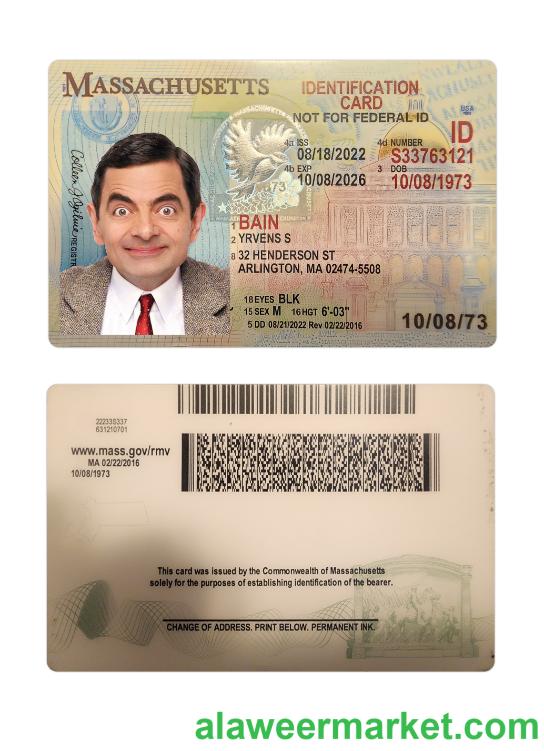 MASSACHUSETTS
IDENTIFICATION
CARD
NOT FOR FEDERAL ID
USA
ID
4a ISS
08/18/2022
4d NUMBER
S33763121
4b EXP
10/08/2026
3 DOB
10/08/1973
1 BAIN
2 YRVENS S
8 32 HENDERSON ST
ARLINGTON, MA 02474-5508
18 EYES BLK
15 SEX M 16 HGT 6'-03"
5 DD 08/21/2022 Rev 02/22/2016
10/08/73
22233S337
631210701
www.mass.gov/rmv
MA 02/22/2016
10/08/1973
This card was issued by the Commonwealth of Massachusetts
solely for the purposes of establishing identification of the bearer.
CHANGE OF ADDRESS. PRINT BELOW. PERMANENT INK.
alaweermarket.com